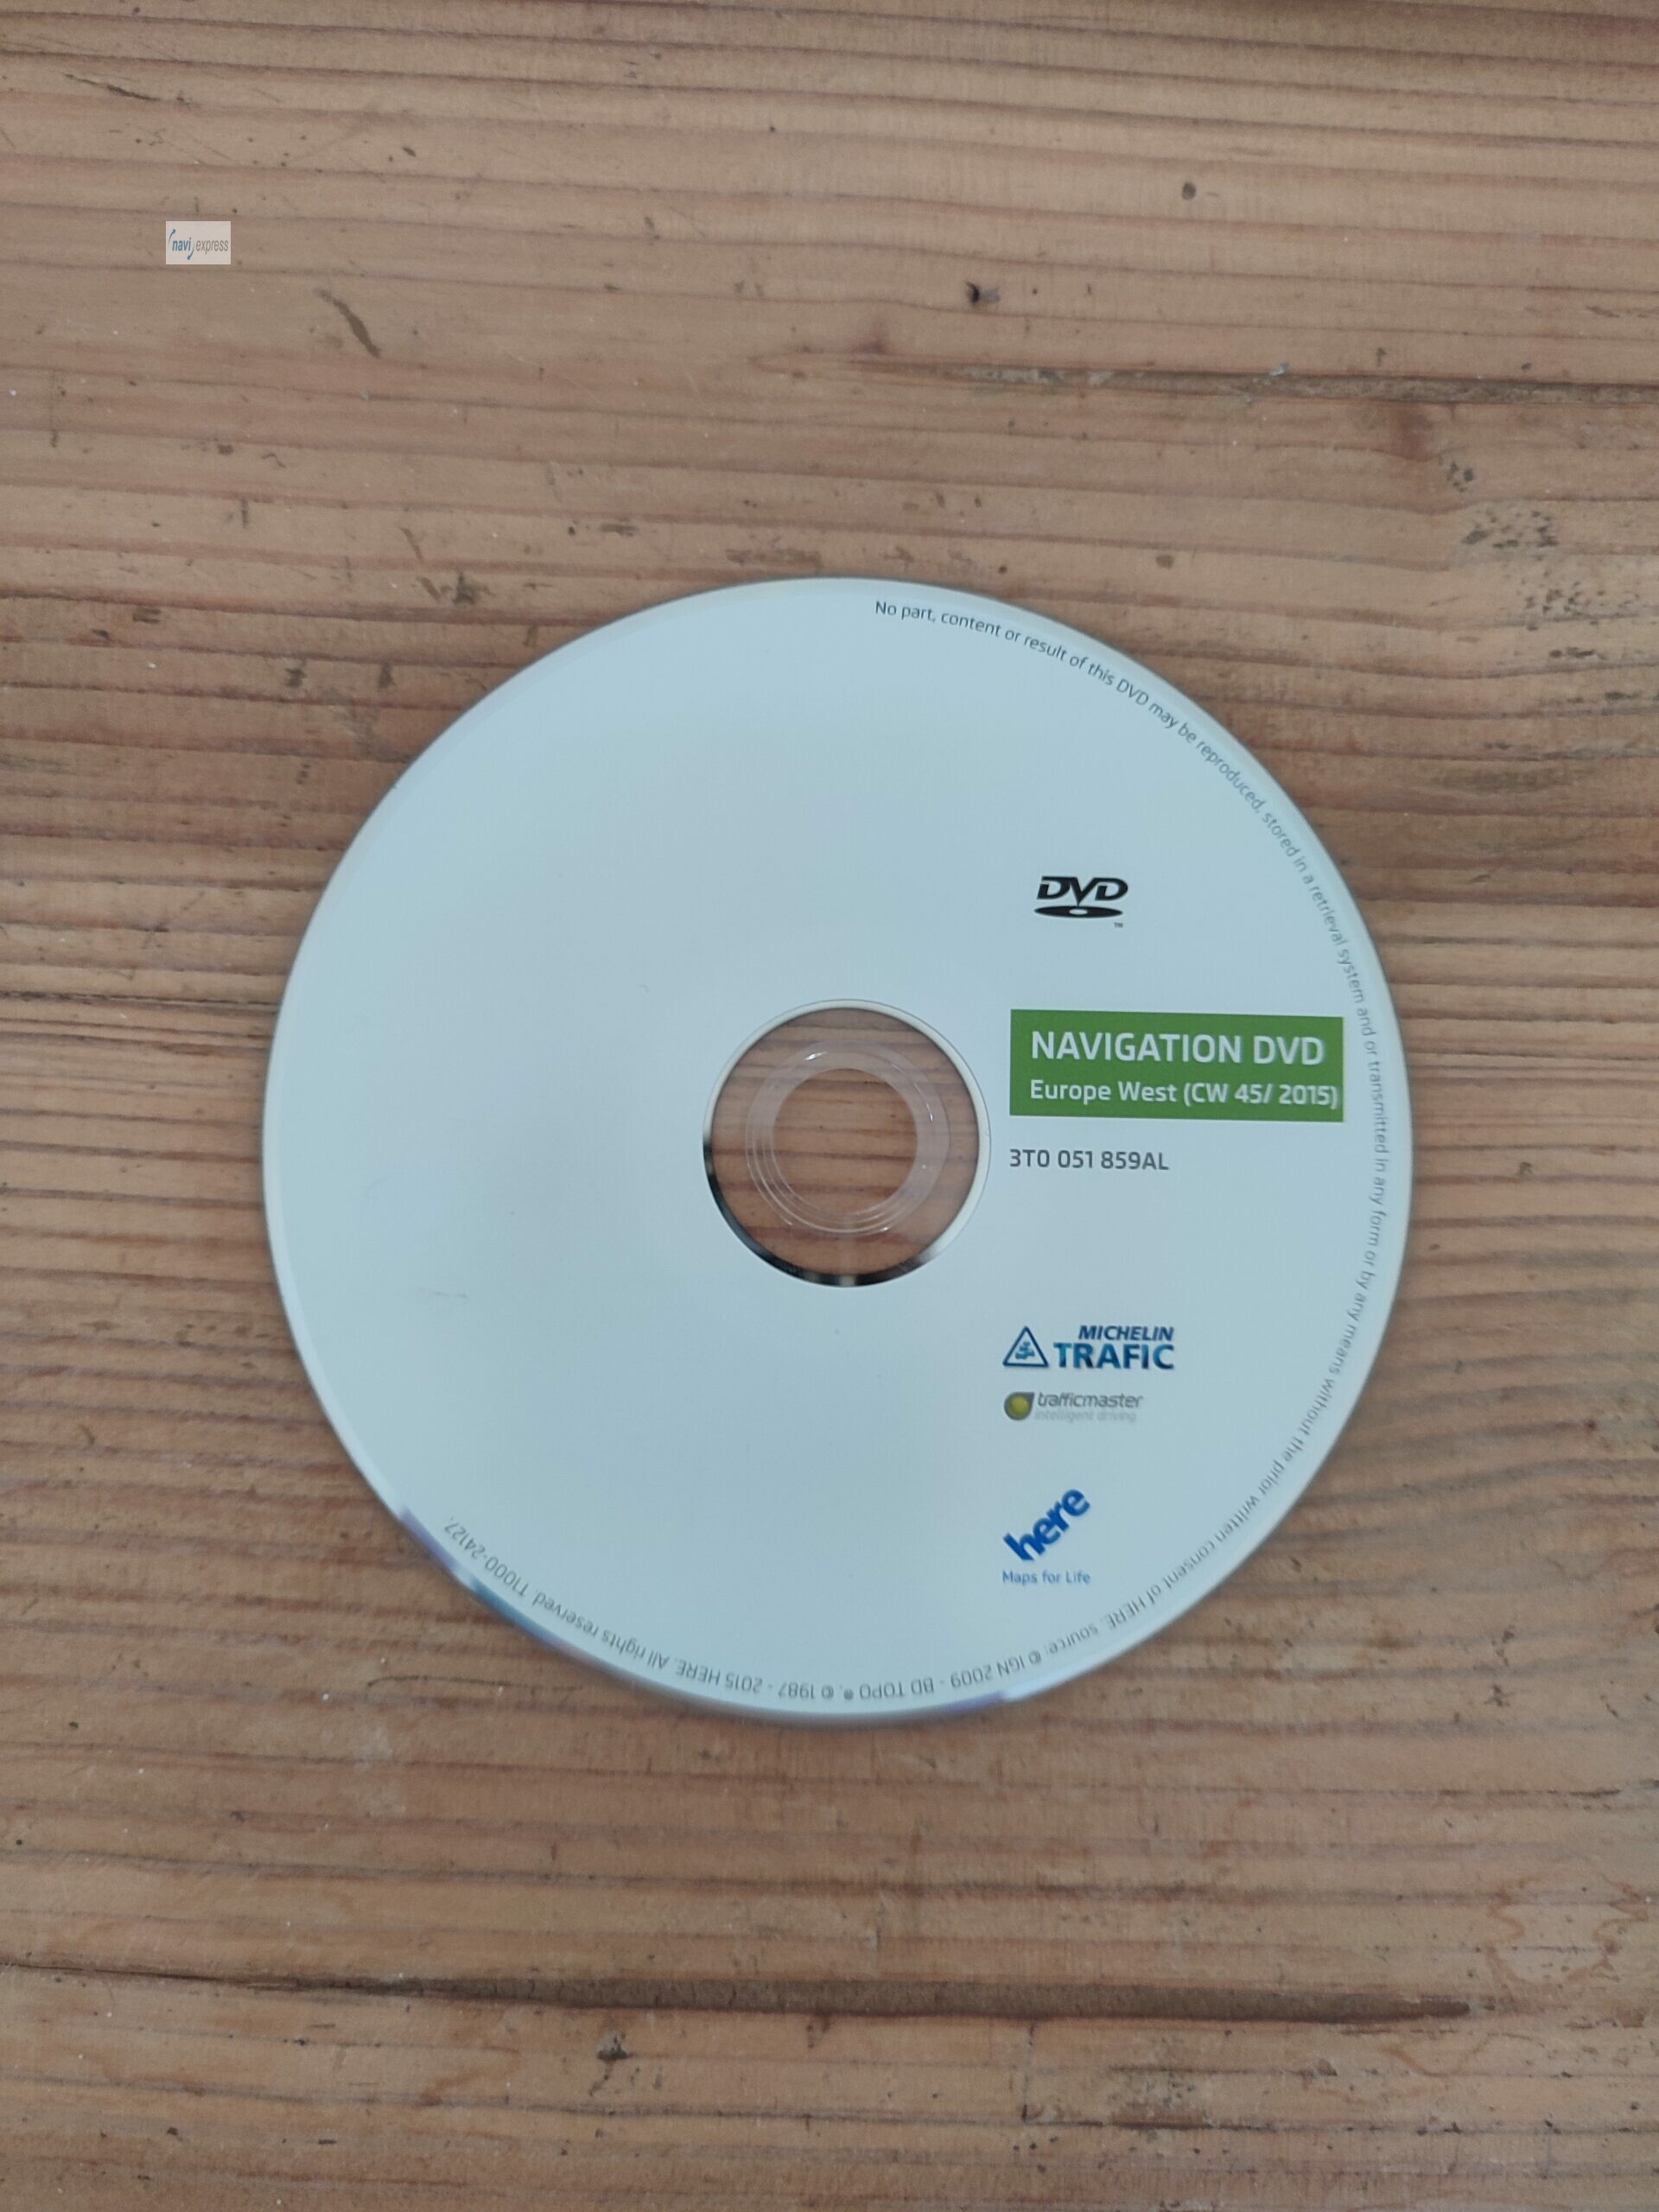 navi express
No part, content or result of this DVD may be reproduced, stored in a retrieval system and or transmitted in any form or by any means without the prior written consent of HERE. source: © IGN 2009 - BD TOPO ®. © 1987 - 2015 HERE. All rights reserved. T1000-24127.
DVD
™
NAVIGATION DVD
Europe West (CW 45/ 2015)
3T0 051 859AL
MICHELIN
TRAFIC
trafficmaster
intelligent driving
here
Maps for Life